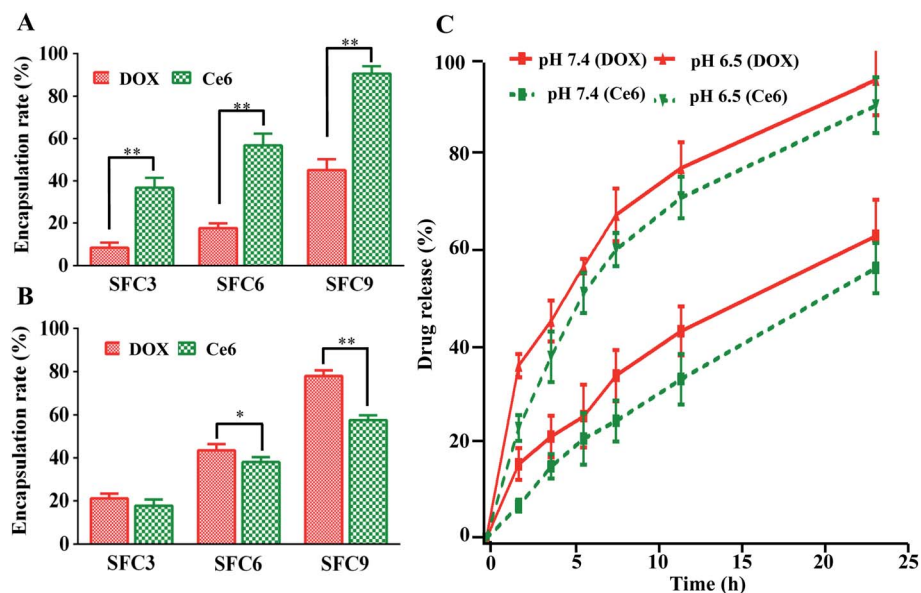 A
100
80
60
40
20
0
Encapsulation rate (%)
DOX
Ce6
**
**
**
SFC3
SFC6
SFC9
B
100
80
60
40
20
0
Encapsulation rate (%)
DOX
Ce6
*
**
SFC3
SFC6
SFC9
C
100
80
60
40
20
0
Drug release (%)
pH 7.4 (DOX)
pH 6.5 (DOX)
pH 7.4 (Ce6)
pH 6.5 (Ce6)
0
5
10
15
20
25
Time (h)